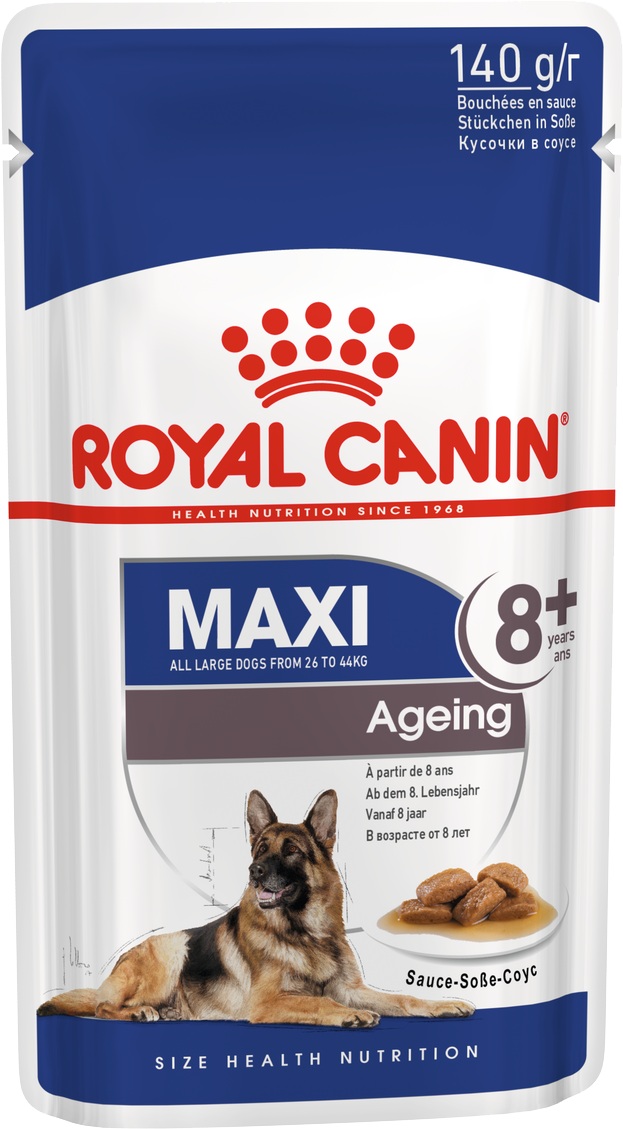 140 g/г
Bouchées en sauce
Stückchen in Soße
Кусочки в соусе
ROYAL CANIN®
HEALTH NUTRITION SINCE 1968
MAXI
ALL LARGE DOGS FROM 26 TO 44KG
8+
years
ans
Ageing
À partir de 8 ans
Ab dem 8. Lebensjahr
Vanaf 8 jaar
В возрасте от 8 лет
Sauce-Soße-Соус
SIZE HEALTH NUTRITION